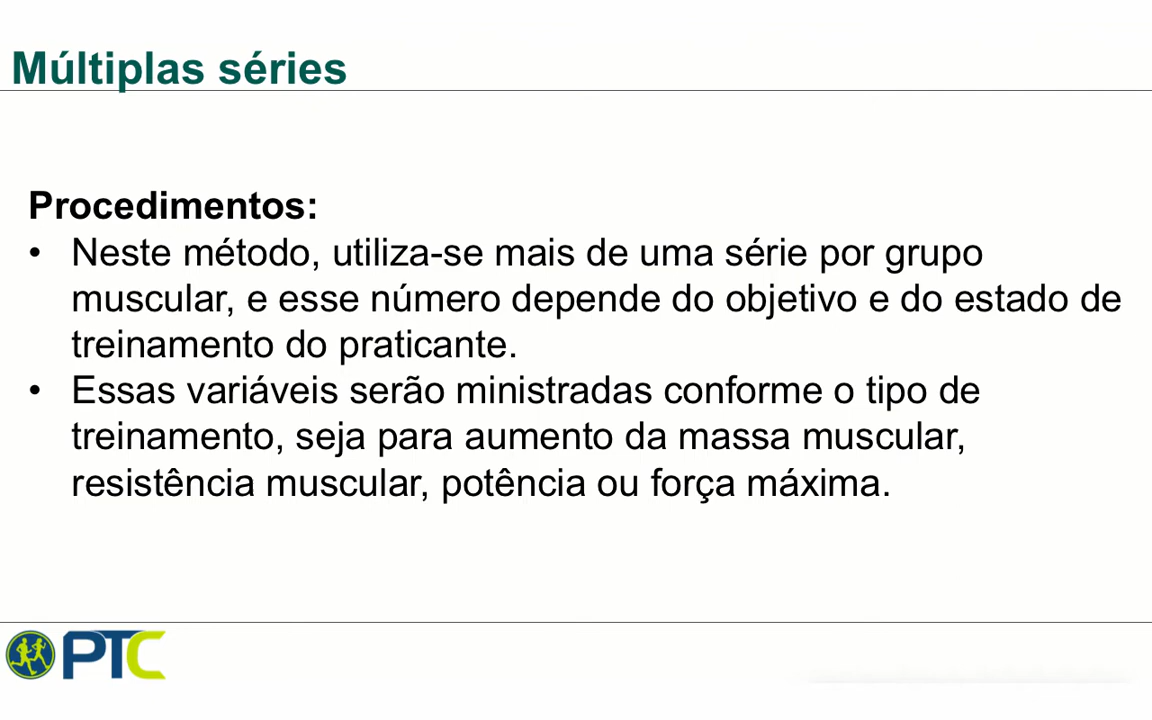 Múltiplas séries
Procedimentos:
• Neste método, utiliza-se mais de uma série por grupo
muscular, e esse número depende do objetivo e do estado de
treinamento do praticante.
• Essas variáveis serão ministradas conforme o tipo de
treinamento, seja para aumento da massa muscular,
resistência muscular, potência ou força máxima.
PTC